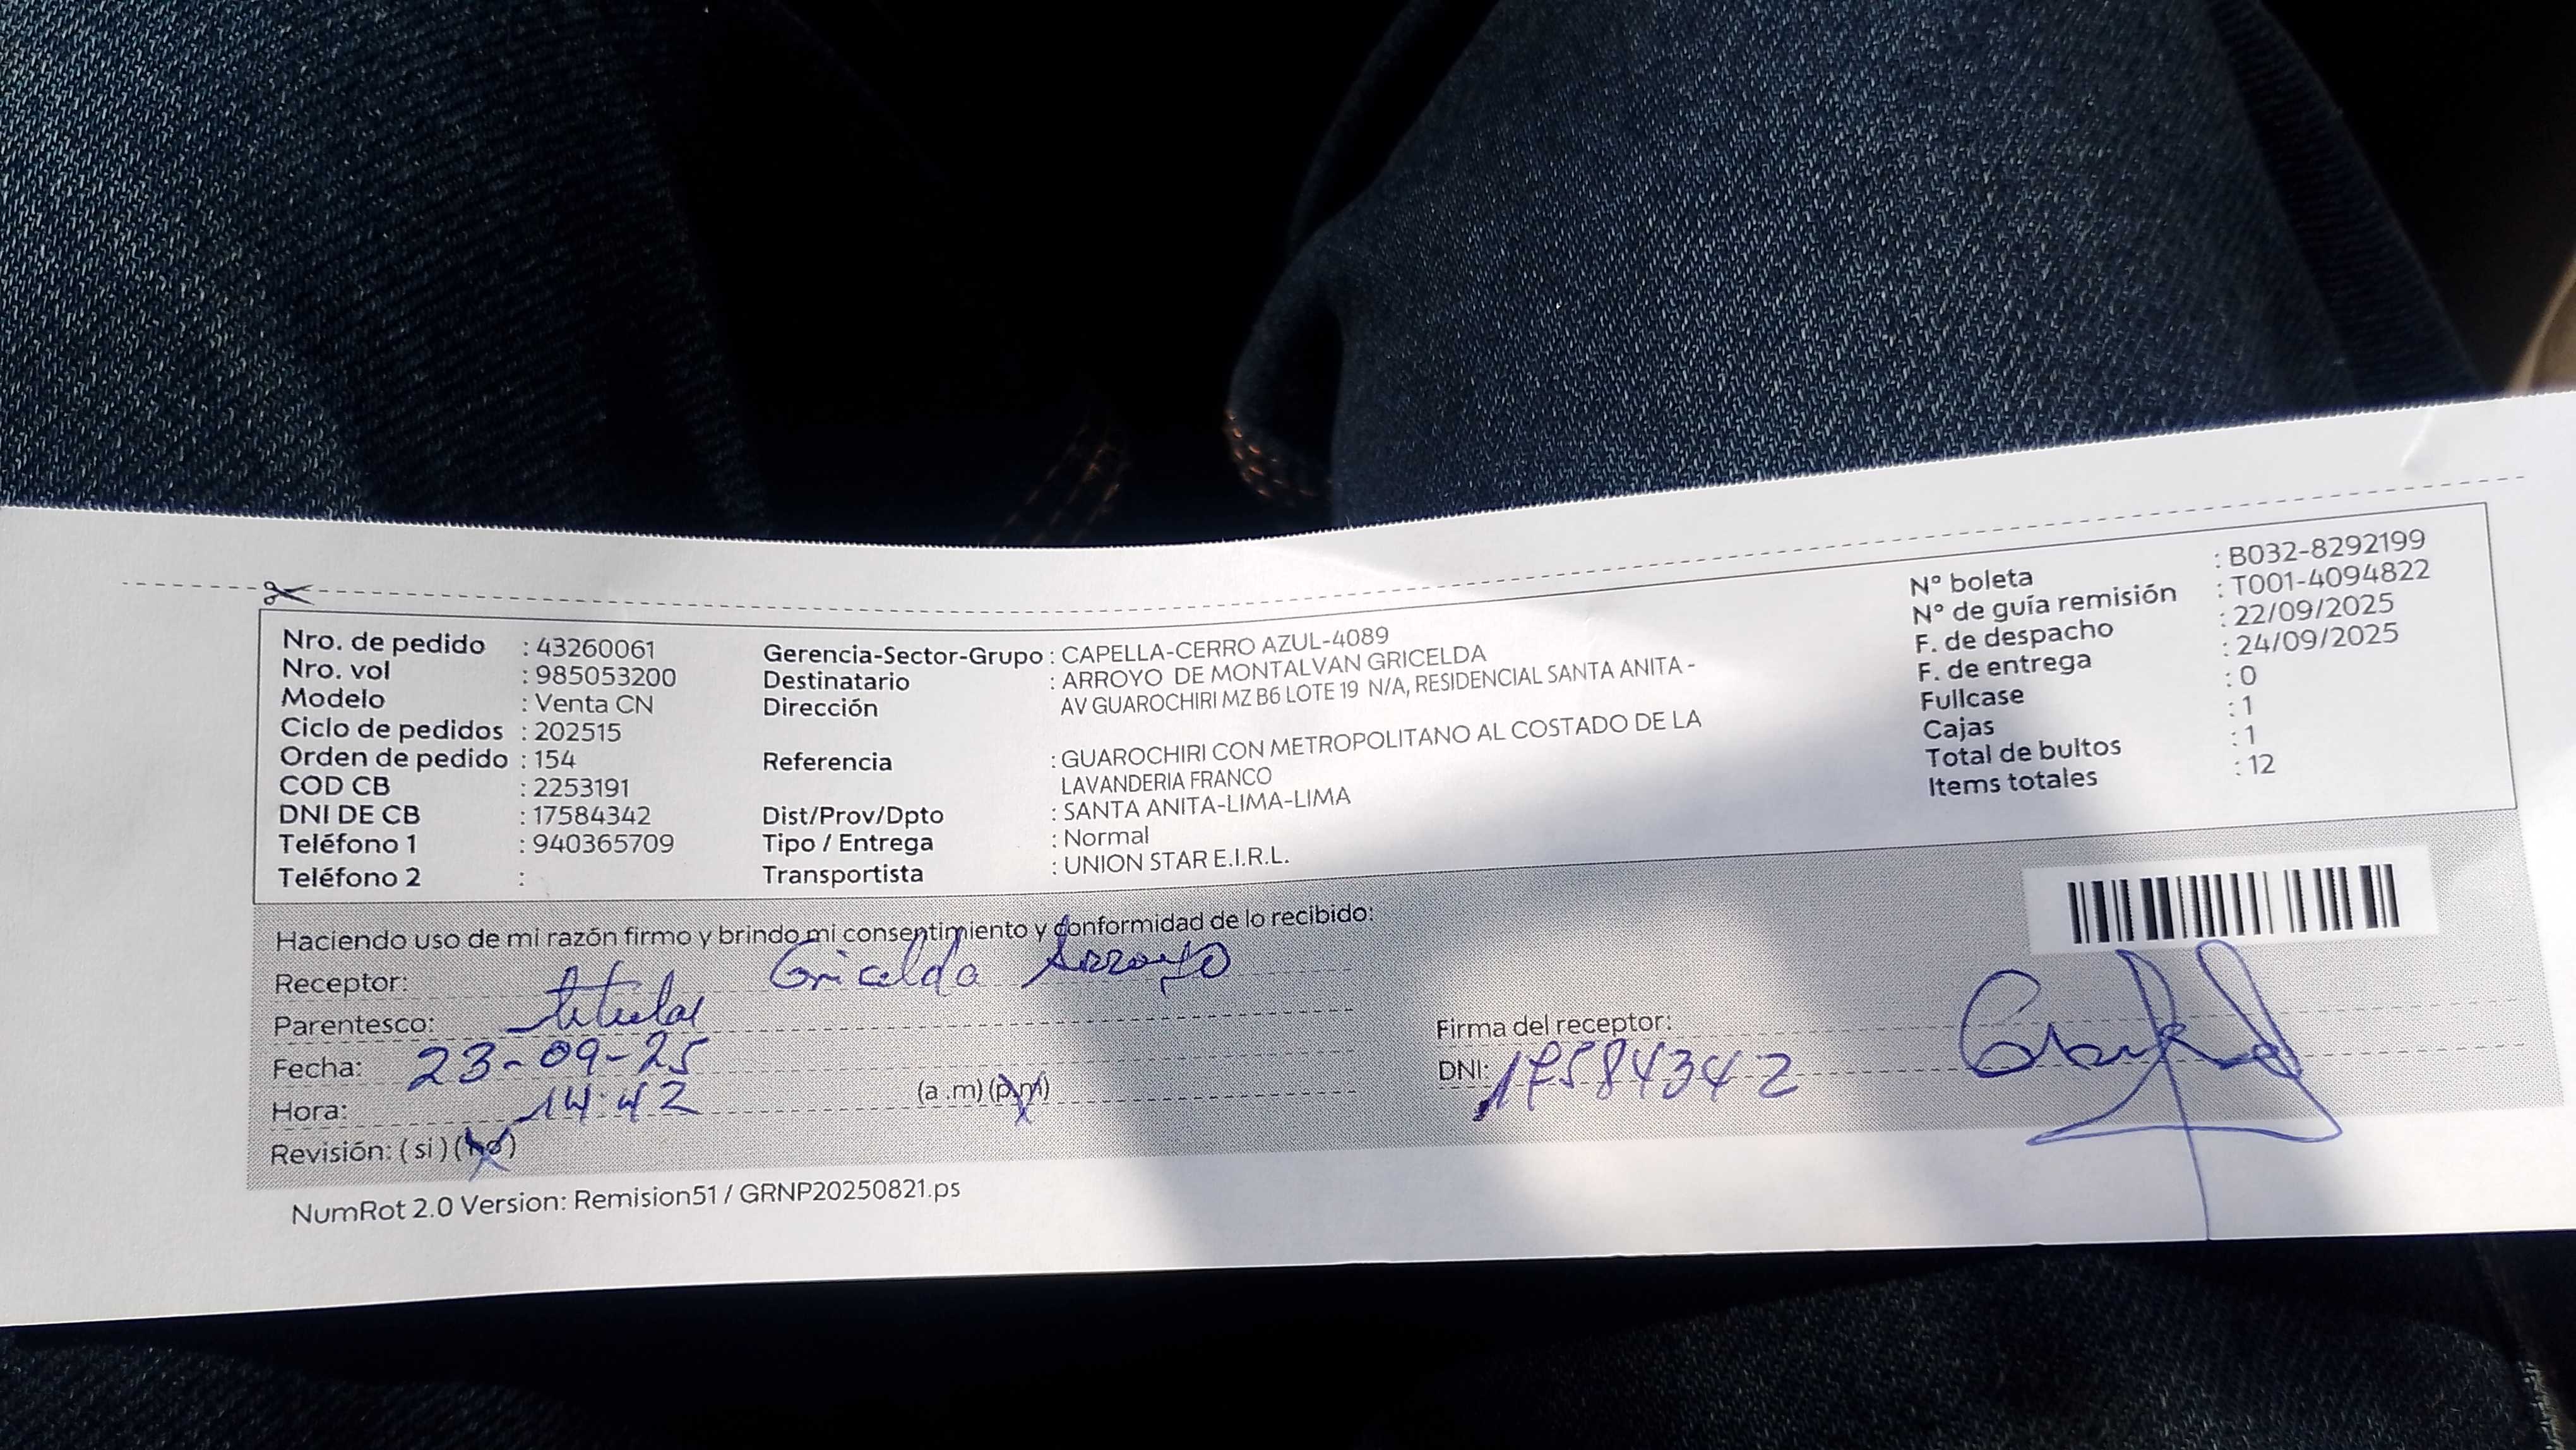 Nro. de pedido : 43260061
Nro. vol : 985053200
Modelo : Venta CN
Ciclo de pedidos : 202515
Orden de pedido : 154
COD CB : 2253191
DNI DE CB : 17584342
Teléfono 1 : 940365709
Teléfono 2 :
Gerencia-Sector-Grupo : CAPELLA-CERRO AZUL-4089
Destinatario : ARROYO DE MONTALVAN GRICELDA
Dirección AV GUAROCHIRI MZ B6 LOTE 19 N/A, RESIDENCIAL SANTA ANITA -
Referencia : GUAROCHIRI CON METROPOLITANO AL COSTADO DE LA
LAVANDERIA FRANCO
Dist/Prov/Dpto : SANTA ANITA-LIMA-LIMA
Tipo / Entrega : Normal
Transportista : UNION STAR E.I.R.L.
N° boleta : B032-8292199
N° de guía remisión : T001-4094822
F. de despacho : 22/09/2025
F. de entrega : 24/09/2025
Fullcase : 0
Cajas : 1
Total de bultos : 1
Items totales : 12
Haciendo uso de mi razón firmo y brindo mi consentimiento y conformidad de lo recibido:
Receptor: Gricelda Arroyo
Parentesco: titular
Fecha: 23-09-25
Hora: 14:42 (a .m) (p.m)
Revisión: ( si ) (no)
Firma del receptor:
DNI: 17584342
NumRot 2.0 Version: Remision51 / GRNP20250821.ps